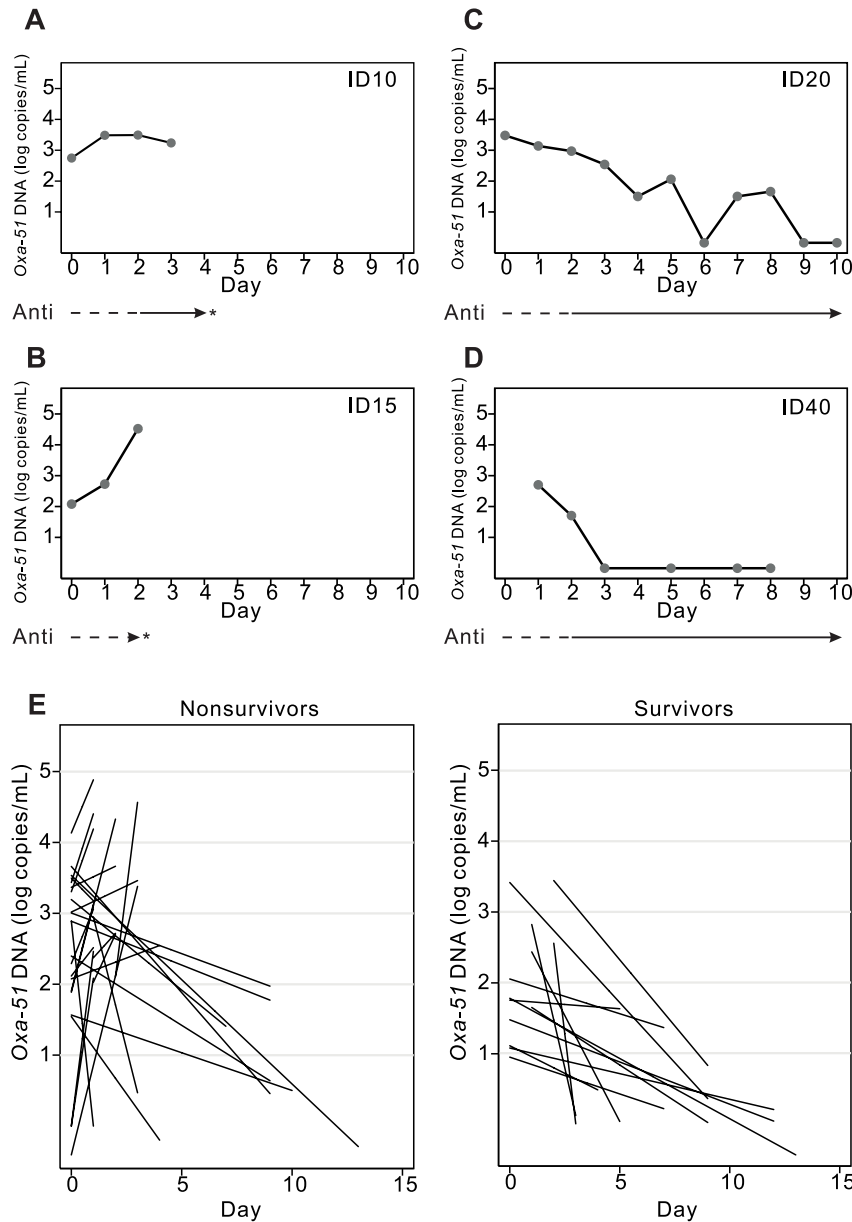 A
ID10
Oxa-51 DNA (log copies/mL)
5
4
3
2
1
0 1 2 3 4 5 6 7 8 9 10
Day
Anti *
C
ID20
Oxa-51 DNA (log copies/mL)
5
4
3
2
1
0 1 2 3 4 5 6 7 8 9 10
Day
Anti
B
ID15
Oxa-51 DNA (log copies/mL)
5
4
3
2
1
0 1 2 3 4 5 6 7 8 9 10
Day
Anti *
D
ID40
Oxa-51 DNA (log copies/mL)
5
4
3
2
1
0 1 2 3 4 5 6 7 8 9 10
Day
Anti
E
Nonsurvivors
Oxa-51 DNA (log copies/mL)
5
4
3
2
1
0 5 10 15
Day
Survivors
Oxa-51 DNA (log copies/mL)
5
4
3
2
1
0 5 10 15
Day